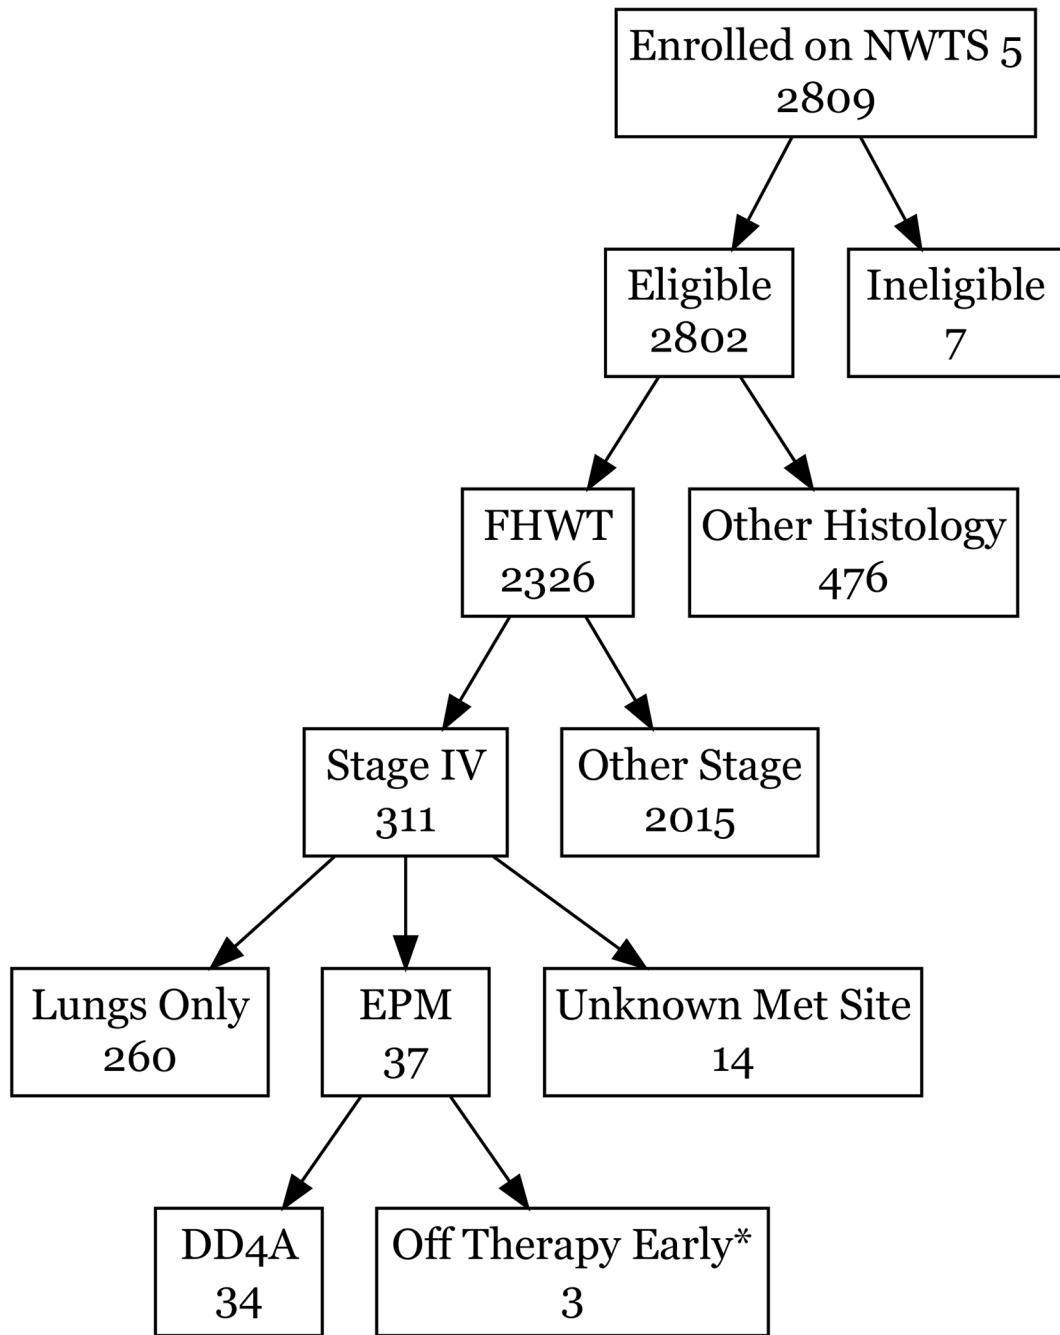 Enrolled on NWTS 5
2809
Eligible
2802
Ineligible
7
FHWT
2326
Other Histology
476
Stage IV
311
Other Stage
2015
Lungs Only
260
EPM
37
Unknown Met Site
14
DD4A
34
Off Therapy Early*
3